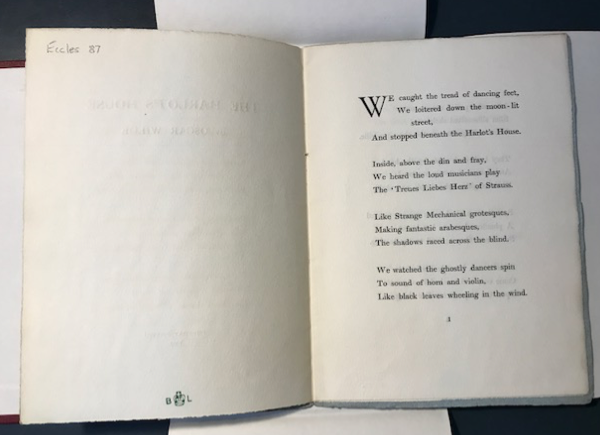 Eccles 87
B L
WE caught the tread of dancing feet,
We loitered down the moon-lit
street,
And stopped beneath the Harlot's House.
Inside, above the din and fray,
We heard the loud musicians play
The 'Treues Liebes Herz' of Strauss.
Like Strange Mechanical grotesques,
Making fantastic arabesques,
The shadows raced across the blind.
We watched the ghostly dancers spin
To sound of horn and violin,
Like black leaves wheeling in the wind.